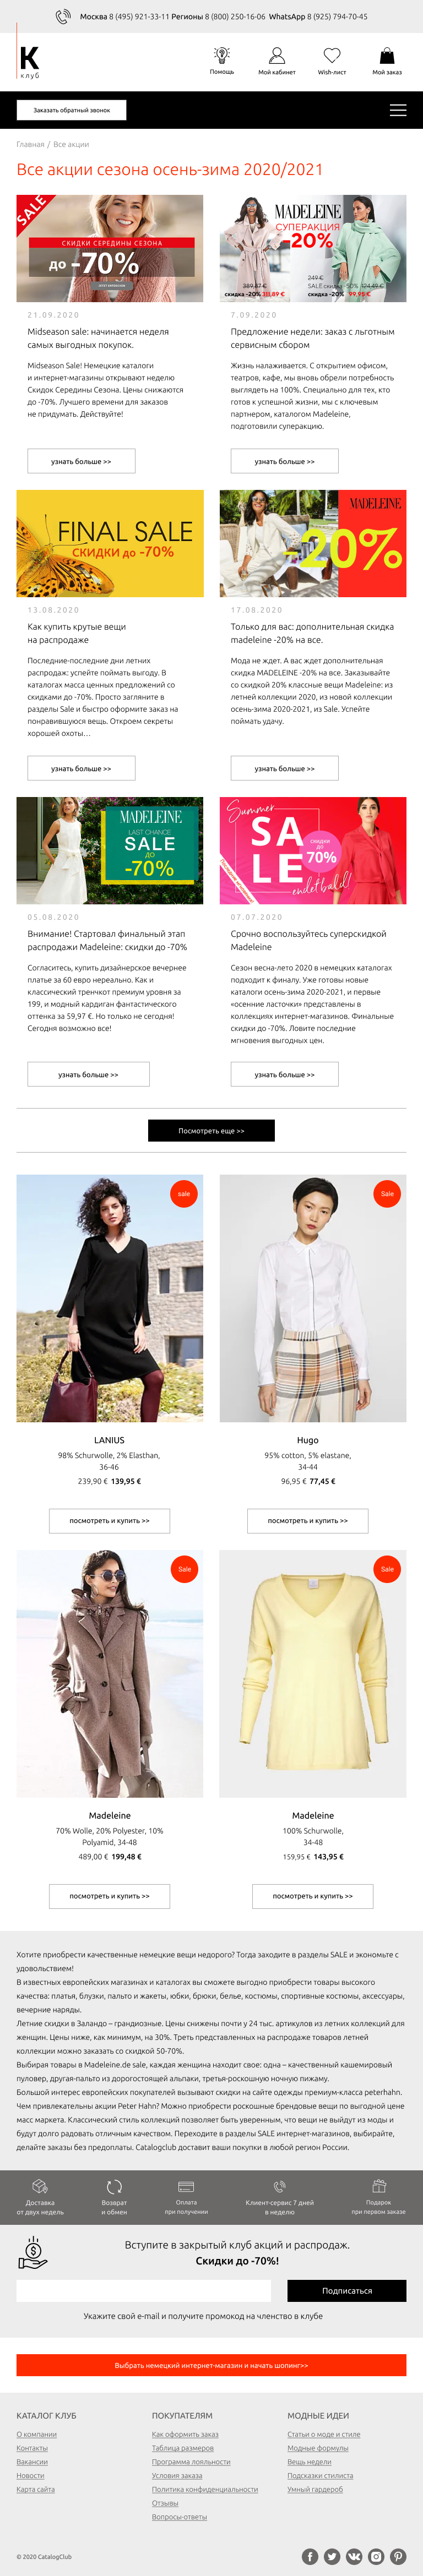 Москва 8 (495) 921-33-11 Регионы 8 (800) 250-16-06 WhatsApp 8 (925) 794-70-45
К
клуб
Помощь
Мой кабинет
Wish-лист
Мой заказ
Заказать обратный звонок
Главная / Все акции
Все акции сезона осень-зима 2020/2021
SALE
СКИДКИ СЕРЕДИНЫ СЕЗОНА
до -70%
21.09.2020
Midseason sale: начинается неделя
самых выгодных покупок.
Midseason Sale! Немецкие каталоги
и интернет-магазины открывают неделю
Скидок Середины Сезона. Цены снижаются
до -70%. Лучшего времени для заказов
не придумать. Действуйте!
узнать больше >>
MADELEINE
СУПЕРАКЦИЯ
-20%
249 €
SALE скидка -50% 124.49 €
скидка -20% 99.95 €
389.87 €
скидка -20% 311.89 €
7.09.2020
Предложение недели: заказ с льготным
сервисным сбором
Жизнь налаживается. С открытием офисом,
театров, кафе, мы вновь обрели потребность
выглядеть на 100%. Специально для тех, кто
готов к успешной жизни, мы с ключевым
партнером, каталогом Madeleine,
подготовили суперакцию.
узнать больше >>
FINAL SALE
СКИДКИ до -70%
13.08.2020
Как купить крутые вещи
на распродаже
Последние-последние дни летних
распродаж: успейте поймать выгоду. В
каталогах масса ценных предложений со
скидками до -70%. Просто загляните в
разделы Sale и быстро оформите заказ на
понравившуюся вещь. Откроем секреты
хорошей охоты…
узнать больше >>
MADELEINE
-20%
17.08.2020
Только для вас: дополнительная скидка
madeleine -20% на все.
Мода не ждет. А вас ждет дополнительная
скидка MADELEINE -20% на все. Заказывайте
со скидкой 20% классные вещи Madeleine: из
летней коллекции 2020, из новой коллекции
осень-зима 2020-2021, из Sale. Успейте
поймать удачу.
узнать больше >>
MADELEINE
LAST CHANCE
SALE
ДО
-70%
05.08.2020
Внимание! Стартовал финальный этап
распродажи Madeleine: скидки до -70%
Согласитесь, купить дизайнерское вечернее
платье за 60 евро нереально. Как и
классический тренчкот премиум уровня за
199, и модный кардиган фантастического
оттенка за 59,97 €. Но только не сегодня!
Сегодня возможно все!
узнать больше >>
Summer
SALE
СКИДКИ
ДО
70%
endet bald!
07.07.2020
Срочно воспользуйтесь суперскидкой
Madeleine
Сезон весна-лето 2020 в немецких каталогах
подходит к финалу. Уже готовы новые
каталоги осень-зима 2020-2021, и первые
«осенние ласточки» представлены в
коллекциях интернет-магазинов. Финальные
скидки до -70%. Ловите последние
мгновения выгодных цен.
узнать больше >>
Посмотреть еще >>
sale
LANIUS
98% Schurwolle, 2% Elasthan,
36-46
239,90 € 139,95 €
посмотреть и купить >>
Sale
Hugo
95% cotton, 5% elastane,
34-44
96,95 € 77,45 €
посмотреть и купить >>
Sale
Madeleine
70% Wolle, 20% Polyester, 10%
Polyamid, 34-48
489,00 € 199,48 €
посмотреть и купить >>
Sale
Madeleine
100% Schurwolle,
34-48
159,95 € 143,95 €
посмотреть и купить >>
Хотите приобрести качественные немецкие вещи недорого? Тогда заходите в разделы SALE и экономьте с
удовольствием!
В известных европейских магазинах и каталогах вы сможете выгодно приобрести товары высокого
качества: платья, блузки, пальто и жакеты, юбки, брюки, белье, костюмы, спортивные костюмы, аксессуары,
вечерние наряды.
Летние скидки в Заландо – грандиозные. Цены снижены почти у 24 тыс. артикулов из летних коллекций для
женщин. Цены ниже, как минимум, на 30%. Треть представленных на распродаже товаров летней
коллекции можно заказать со скидкой 50-70%.
Выбирая товары в Madeleine.de sale, каждая женщина находит свое: одна – качественный кашемировый
пуловер, другая-пальто из дорогостоящей альпаки, третья-роскошную ночную пижаму.
Большой интерес европейских покупателей вызывают скидки на сайте одежды премиум-класса peterhahn.
Чем привлекательны акции Peter Hahn? Можно приобрести роскошные брендовые вещи по выгодной цене
масс маркета. Классический стиль коллекций позволяет быть уверенным, что вещи не выйдут из моды и
будут долго радовать отличным качеством. Переходите в разделы SALE интернет-магазинов, выбирайте,
делайте заказы без предоплаты. Catalogclub доставит ваши покупки в любой регион России.
Доставка
от двух недель
Возврат
и обмен
Оплата
при получении
Клиент-сервис 7 дней
в неделю
Подарок
при первом заказе
Вступите в закрытый клуб акций и распродаж.
Скидки до -70%!
Подписаться
Укажите свой e-mail и получите промокод на членство в клубе
Выбрать немецкий интернет-магазин и начать шопинг>>
КАТАЛОГ КЛУБ
О компании
Контакты
Вакансии
Новости
Карта сайта
ПОКУПАТЕЛЯМ
Как оформить заказ
Таблица размеров
Программа лояльности
Условия заказа
Политика конфиденциальности
Отзывы
Вопросы-ответы
МОДНЫЕ ИДЕИ
Статьи о моде и стиле
Модные формулы
Вещь недели
Подсказки стилиста
Умный гардероб
© 2020 CatalogClub